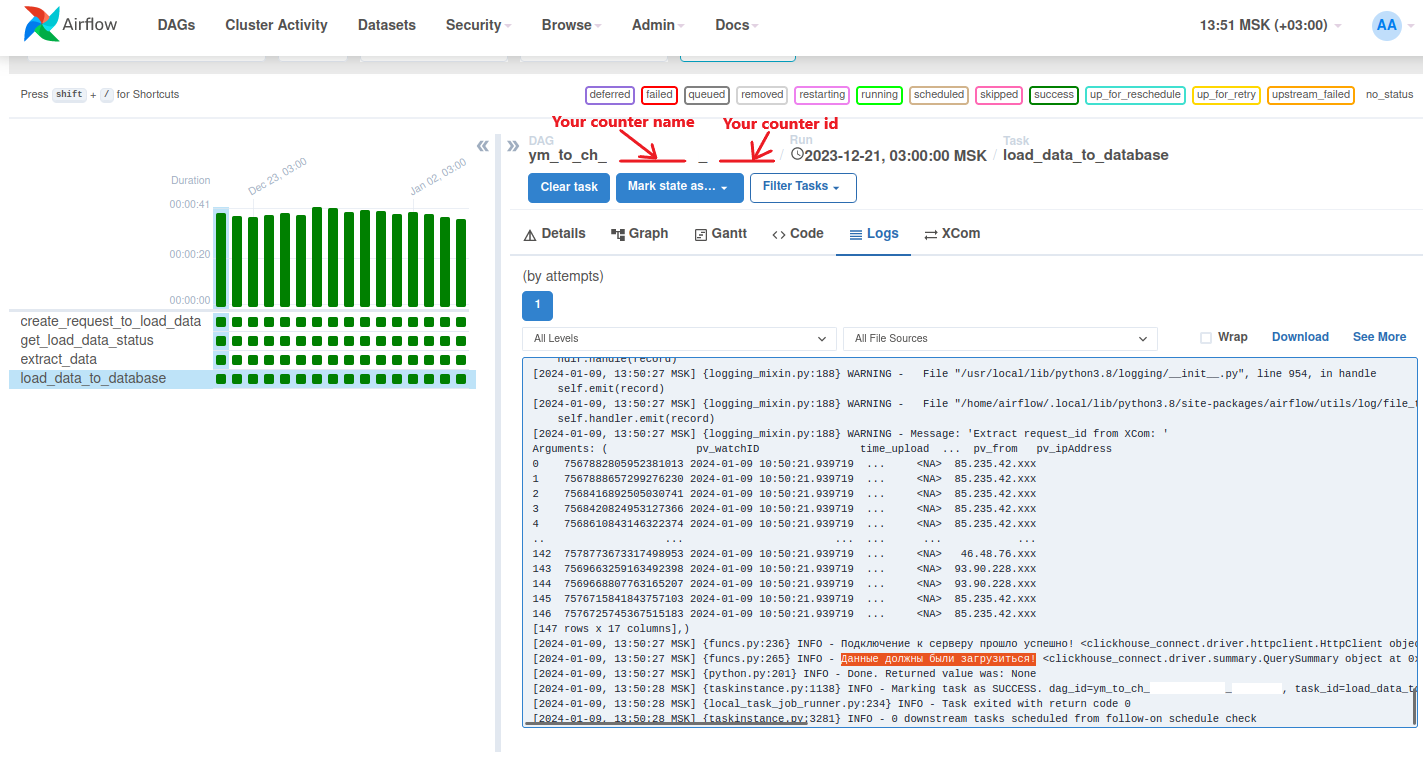 Airflow DAGs Cluster Activity Datasets Security Browse Admin Docs 13:51 MSK (+03:00) AA
Press shift + / for Shortcuts deferred failed queued removed restarting running scheduled skipped success up_for_reschedule up_for_retry upstream_failed no_status
Your counter name Your counter id
DAG Run Task
ym_to_ch_ _ / 2023-12-21, 03:00:00 MSK / load_data_to_database
Clear task Mark state as... Filter Tasks
Details Graph Gantt Code Logs XCom
Dec 23, 03:00 Jan 02, 03:00
Duration
00:00:41
00:00:20
00:00:00
create_request_to_load_data
get_load_data_status
extract_data
load_data_to_database
(by attempts)
1
All Levels All File Sources Wrap Download See More
hdlr.handle(record)
[2024-01-09, 13:50:27 MSK] {logging_mixin.py:188} WARNING -   File "/usr/local/lib/python3.8/logging/__init__.py", line 954, in handle
self.emit(record)
[2024-01-09, 13:50:27 MSK] {logging_mixin.py:188} WARNING -   File "/home/airflow/.local/lib/python3.8/site-packages/airflow/utils/log/file_t
self.handler.emit(record)
[2024-01-09, 13:50:27 MSK] {logging_mixin.py:188} WARNING - Message: 'Extract request_id from XCom: '
Arguments: ( pv_watchID time_upload ... pv_from pv_ipAddress
0 7567882805952381013 2024-01-09 10:50:21.939719 ... <NA> 85.235.42.xxx
1 7567888657299276230 2024-01-09 10:50:21.939719 ... <NA> 85.235.42.xxx
2 7568416892505030741 2024-01-09 10:50:21.939719 ... <NA> 85.235.42.xxx
3 7568420824953127366 2024-01-09 10:50:21.939719 ... <NA> 85.235.42.xxx
4 7568610843146322374 2024-01-09 10:50:21.939719 ... <NA> 85.235.42.xxx
.. ... ... ... ... ...
142 7578773673317498953 2024-01-09 10:50:21.939719 ... <NA> 46.48.76.xxx
143 7569663259163492398 2024-01-09 10:50:21.939719 ... <NA> 93.90.228.xxx
144 7569668807763165207 2024-01-09 10:50:21.939719 ... <NA> 93.90.228.xxx
145 7576715841843757103 2024-01-09 10:50:21.939719 ... <NA> 85.235.42.xxx
146 7576725745367515183 2024-01-09 10:50:21.939719 ... <NA> 85.235.42.xxx
[147 rows x 17 columns],)
[2024-01-09, 13:50:27 MSK] {funcs.py:236} INFO - Подключение к серверу прошло успешно! <clickhouse_connect.driver.httpclient.HttpClient objec
[2024-01-09, 13:50:27 MSK] {funcs.py:265} INFO - Данные должны были загрузиться! <clickhouse_connect.driver.summary.QuerySummary object at 0x
[2024-01-09, 13:50:27 MSK] {python.py:201} INFO - Done. Returned value was: None
[2024-01-09, 13:50:28 MSK] {taskinstance.py:1138} INFO - Marking task as SUCCESS. dag_id=ym_to_ch_ _ , task_id=load_data_to
[2024-01-09, 13:50:28 MSK] {local_task_job_runner.py:234} INFO - Task exited with return code 0
[2024-01-09, 13:50:28 MSK] {taskinstance.py:3281} INFO - 0 downstream tasks scheduled from follow-on schedule check